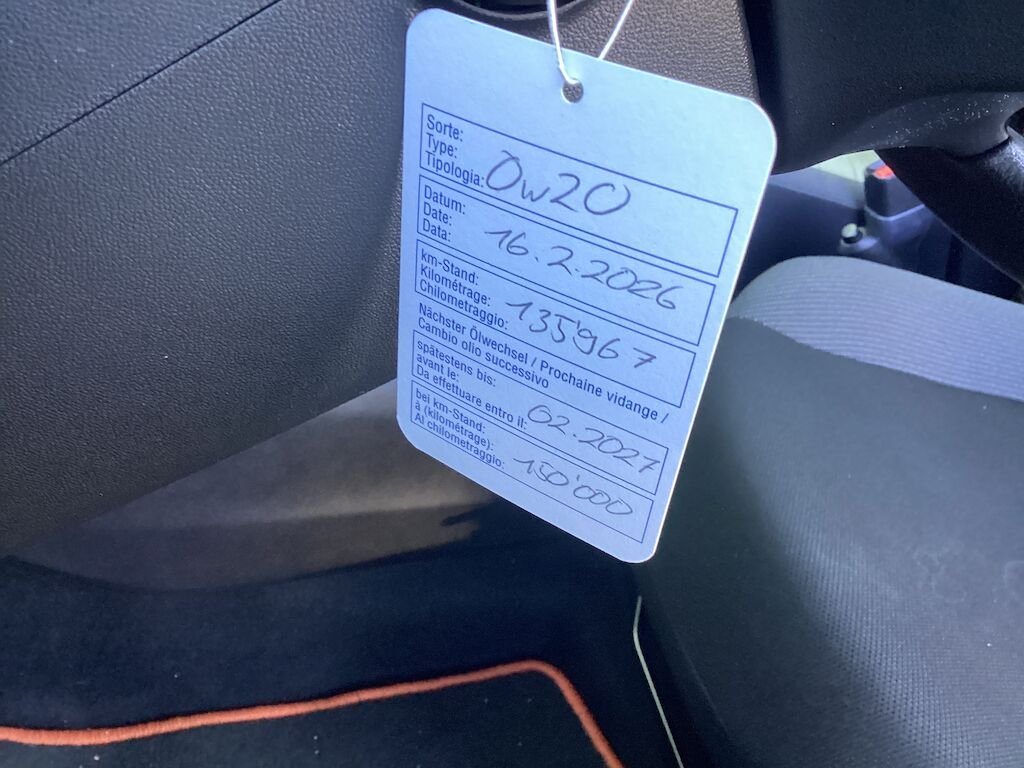 Sorte:
Type:
Tipologia: 0w20
Datum:
Date:
Data: 16.2.2026
km-Stand:
Kilométrage:
Chilometraggio: 135'967
Nächster Ölwechsel / Prochaine vidange /
Cambio olio successivo
spätestens bis:
avant le:
Da effettuare entro il: 02.2027
bei km-Stand:
à (kilométrage):
Al chilometraggio: 150'000